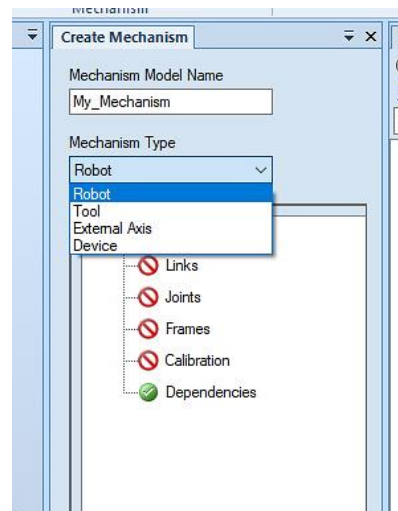 Mechanism
Create Mechanism
Mechanism Model Name
My_Mechanism
Mechanism Type
Robot
Robot
Tool
External Axis
Device
Links
Joints
Frames
Calibration
Dependencies